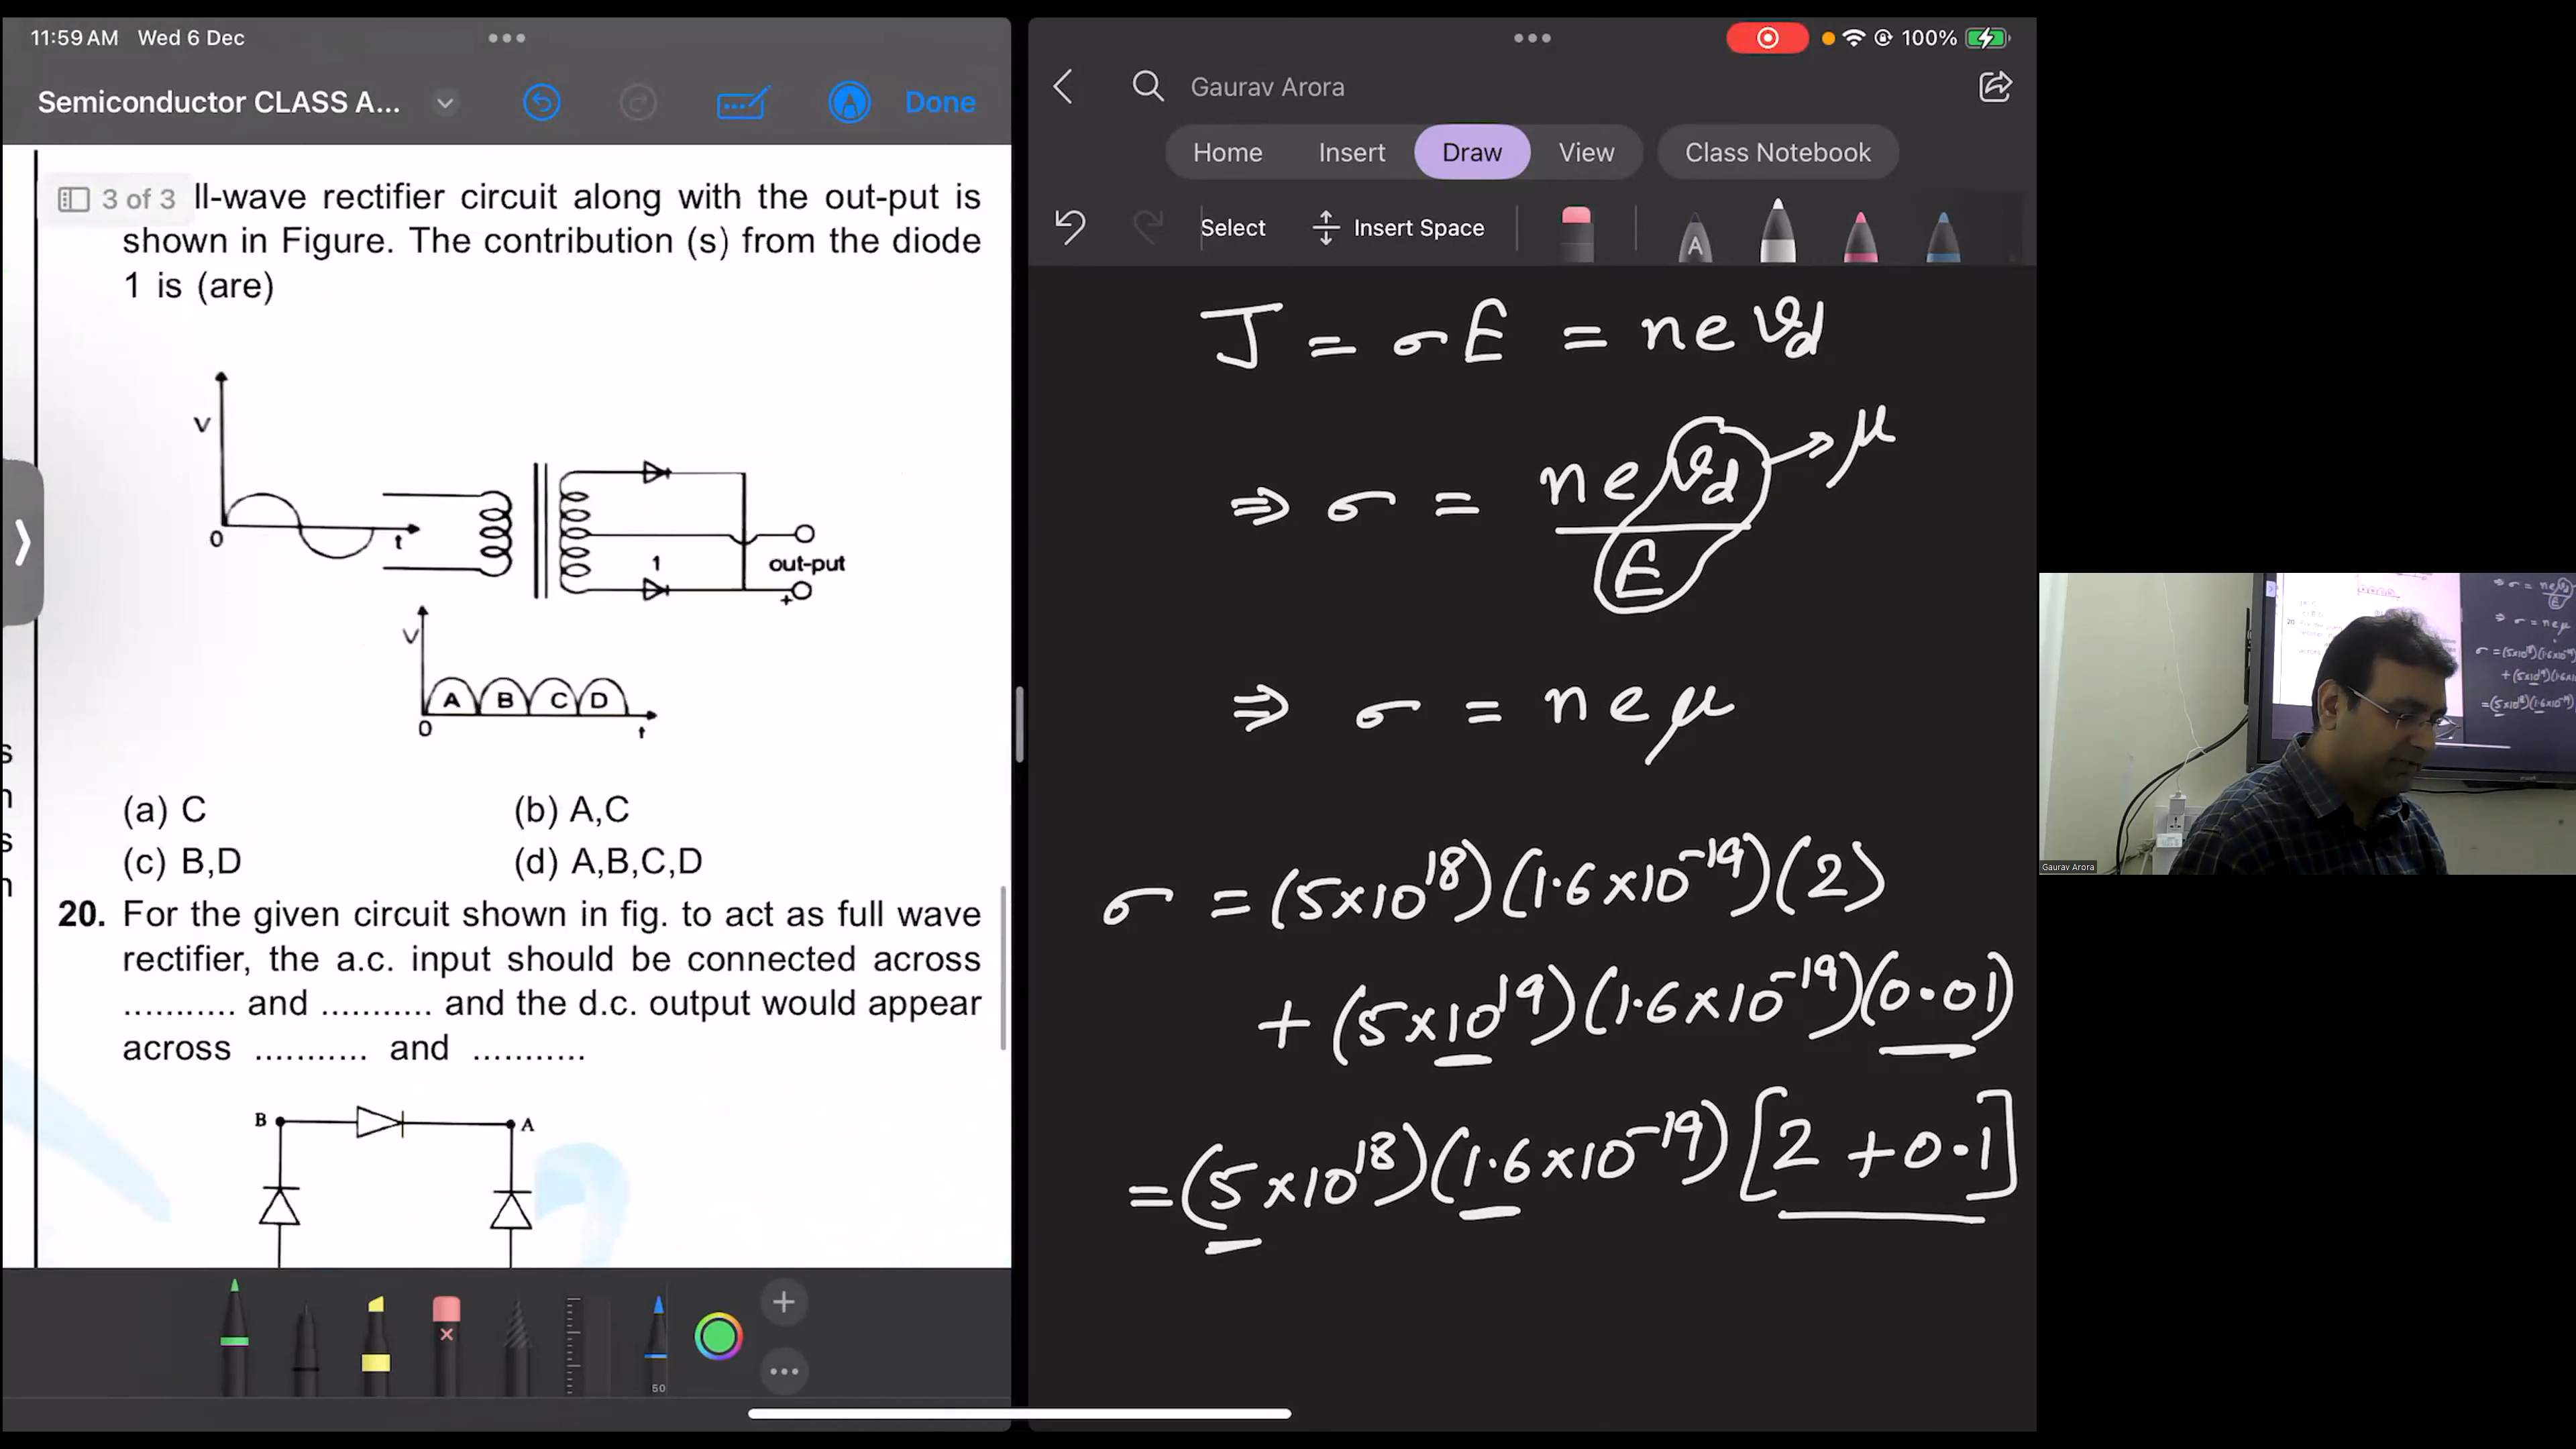 11:59 AM Wed 6 Dec
100%
Semiconductor CLASS A...
Done
Gaurav Arora
Home Insert Draw View Class Notebook
Select Insert Space
A
3 of 3
ll-wave rectifier circuit along with the out-put is
shown in Figure. The contribution (s) from the diode
1 is (are)
V
0
t
1
out-put
+
V
A B C D
0
t
(a) C (b) A,C
(c) B,D (d) A,B,C,D
20. For the given circuit shown in fig. to act as full wave
rectifier, the a.c. input should be connected across
........... and ........... and the d.c. output would appear
across ........... and ...........
B A
50
J = σE = nevd
⇒ σ = nevd/E → μ
⇒ σ = neμ
σ = (5×10^18)(1.6×10^-19)(2)
+ (5×10^19)(1.6×10^-19)(0.01)
= (5×10^18)(1.6×10^-19)[2 + 0.1]
Gaurav Arora